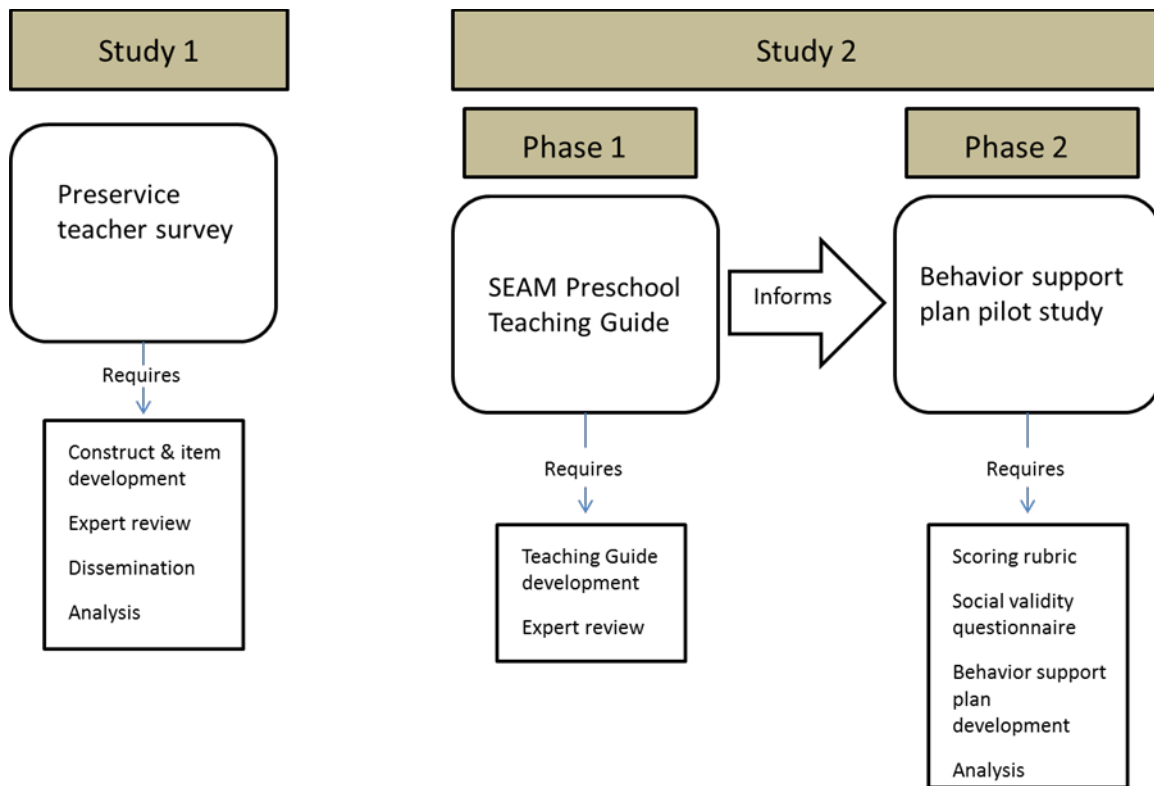 Study 1
Preservice
teacher survey
Requires
Construct & item
development
Expert review
Dissemination
Analysis
Study 2
Phase 1
SEAM Preschool
Teaching Guide
Requires
Teaching Guide
development
Expert review
Informs
Phase 2
Behavior support
plan pilot study
Requires
Scoring rubric
Social validity
questionnaire
Behavior support
plan
development
Analysis